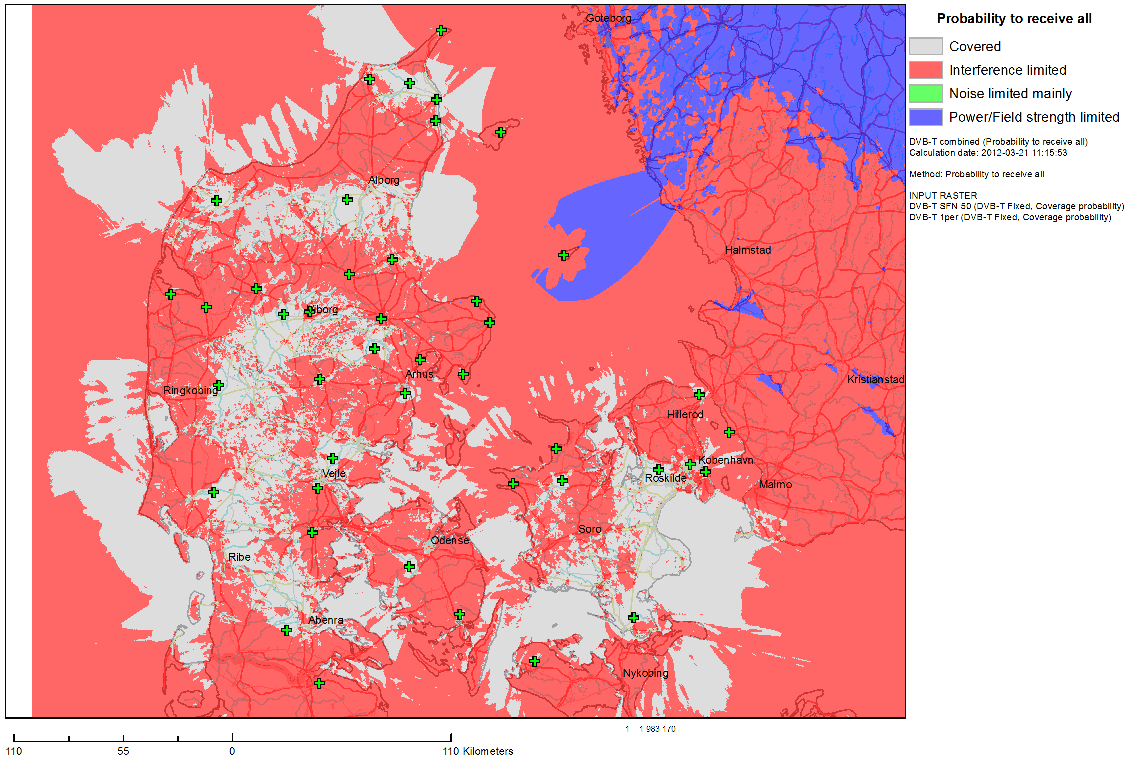 Probability to receive all
Covered
Interference limited
Noise limited mainly
Power/Field strength limited
DVB-T combined (Probability to receive all)
Calculation date: 2012-03-21 11:15:53
Method: Probability to receive all
INPUT RASTER
DVB-T SFN 50 (DVB-T Fixed, Coverage probability)
DVB-T 1per (DVB-T Fixed, Coverage probability)
Goteborg
Alborg
Halmstad
Arhus
Kristianstad
Ringkobing
Hillerod
Kobenhavn
Vejle
Roskilde
Malmo
Soro
Odense
Ribe
Abenra
Nykobing
1 983 170
110
55
0
110 Kilometers